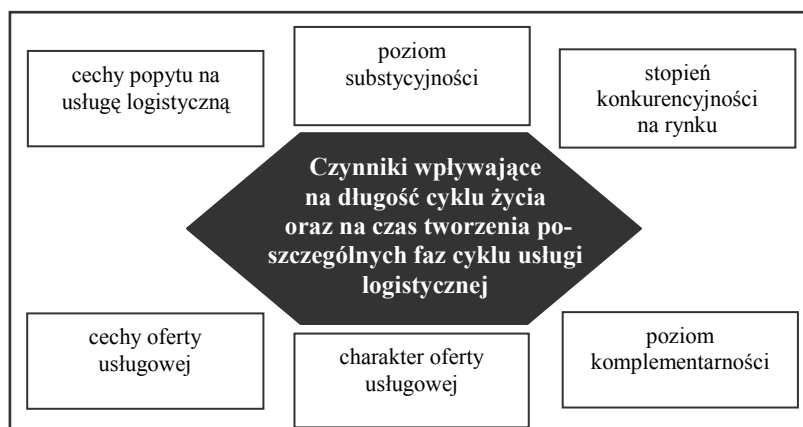 cechy popytu na
usługę logistyczną
poziom
substycyjności
stopień
konkurencyjności
na rynku
Czynniki wpływające
na długość cyklu życia
oraz na czas tworzenia po-
szczególnych faz cyklu usługi
logistycznej
cechy oferty
usługowej
charakter oferty
usługowej
poziom
komplementarności